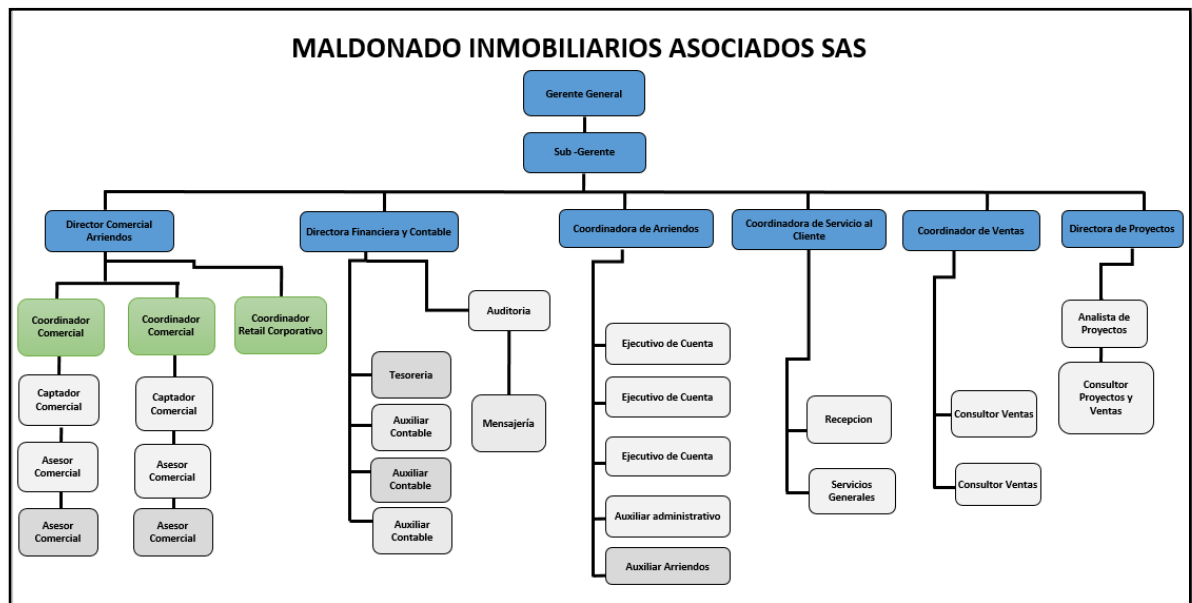 MALDONADO INMOBILIARIOS ASOCIADOS SAS
Gerente General
Sub -Gerente
Director Comercial
Arriendos
Directora Financiera y Contable
Coordinadora de Arriendos
Coordinadora de Servicio al
Cliente
Coordinador de Ventas
Directora de Proyectos
Coordinador
Comercial
Coordinador
Comercial
Coordinador
Retail Corporativo
Captador
Comercial
Captador
Comercial
Asesor
Comercial
Asesor
Comercial
Asesor
Comercial
Asesor
Comercial
Auditoria
Mensajería
Tesoreria
Auxiliar
Contable
Auxiliar
Contable
Auxiliar
Contable
Ejecutivo de Cuenta
Ejecutivo de Cuenta
Ejecutivo de Cuenta
Auxiliar administrativo
Auxiliar Arriendos
Recepcion
Servicios
Generales
Consultor Ventas
Consultor Ventas
Analista de
Proyectos
Consultor
Proyectos y
Ventas